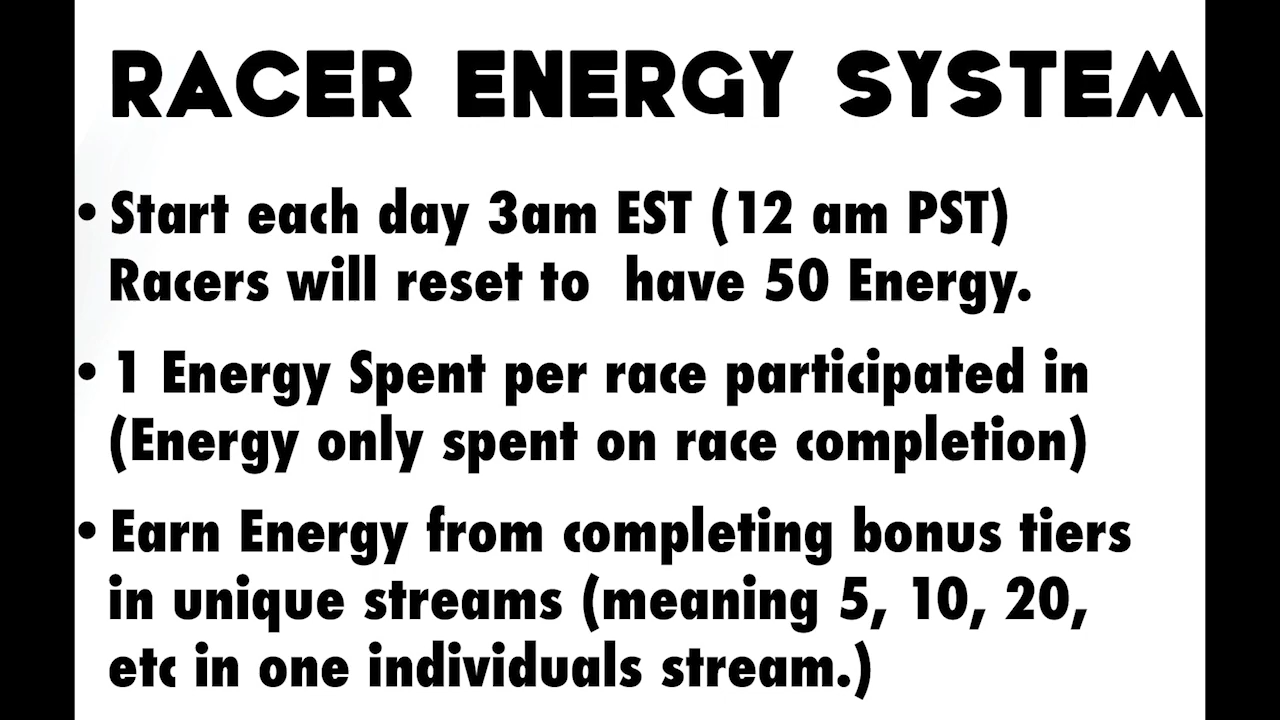 RACER ENERGY SYSTEM
• Start each day 3am EST (12 am PST)
Racers will reset to  have 50 Energy.
• 1 Energy Spent per race participated in
(Energy only spent on race completion)
• Earn Energy from completing bonus tiers
in unique streams (meaning 5, 10, 20,
etc in one individuals stream.)